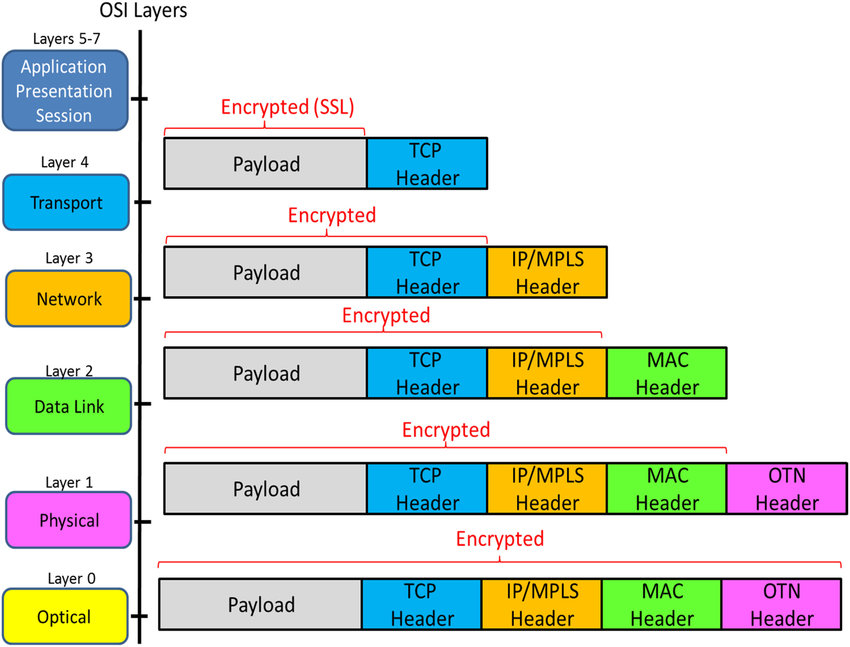 OSI Layers
Layers 5-7
Application
Presentation
Session
Encrypted (SSL)
Payload
TCP
Header
Layer 4
Transport
Encrypted
Payload
TCP
Header
IP/MPLS
Header
Layer 3
Network
Encrypted
Payload
TCP
Header
IP/MPLS
Header
MAC
Header
Layer 2
Data Link
Encrypted
Payload
TCP
Header
IP/MPLS
Header
MAC
Header
OTN
Header
Layer 1
Physical
Encrypted
Payload
TCP
Header
IP/MPLS
Header
MAC
Header
OTN
Header
Layer 0
Optical